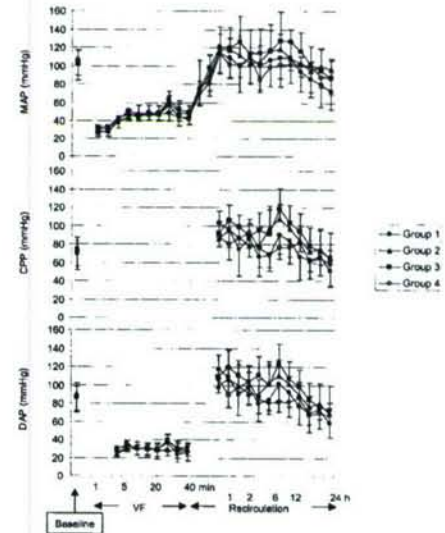 160
140
120
100
80
60
40
20
0
MAP (mmHg)
160
140
120
100
80
60
40
20
0
CPP (mmHg)
160
140
120
100
80
60
40
20
0
DAP (mmHg)
Group 1
Group 2
Group 3
Group 4
1 5 20 40 min 1 2 6 12 24 h
VF Recirculation
Baseline